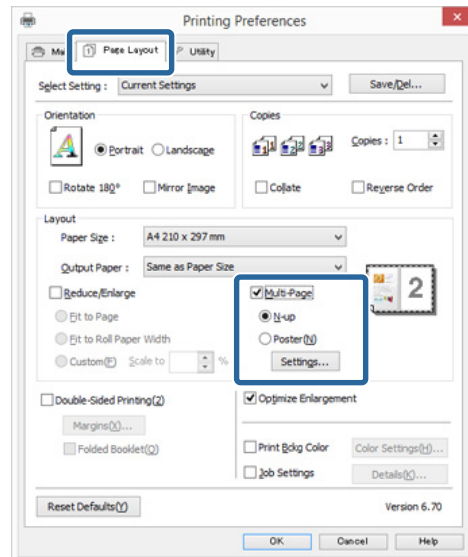 Printing Preferences
Page Layout Utility
Select Setting : Current Settings Save/Del...
Orientation Copies
Portrait Landscape Copies : 1
Rotate 180° Mirror Image Collate Reverse Order
Layout
Paper Size : A4 210 x 297 mm
Output Paper : Same as Paper Size
Reduce/Enlarge Multi-Page 2
Fit to Page N-up
Fit to Roll Paper Width Poster(N)
Custom(F) Scale to % Settings...
Double-Sided Printing(2) Optimize Enlargement
Margins(X)...
Folded Booklet(Q) Print Bckg Color Color Settings(H)...
Job Settings Details(K)...
Reset Defaults(Y) Version 6.70
OK Cancel Help